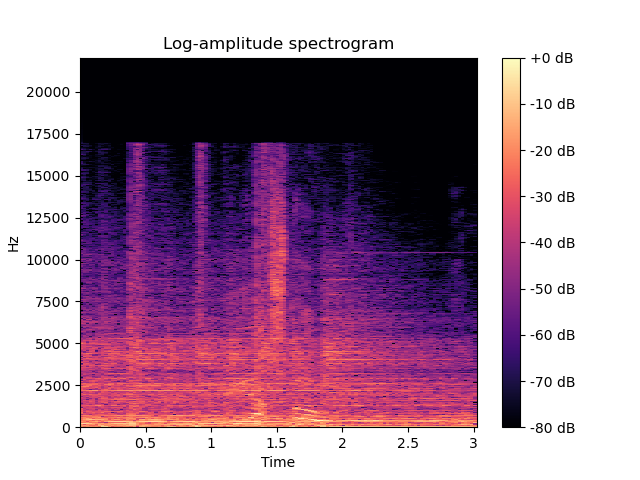 Log-amplitude spectrogram
20000
17500
15000
12500
10000
7500
5000
2500
0
Hz
0 0.5 1 1.5 2 2.5 3
Time
+0 dB
-10 dB
-20 dB
-30 dB
-40 dB
-50 dB
-60 dB
-70 dB
-80 dB